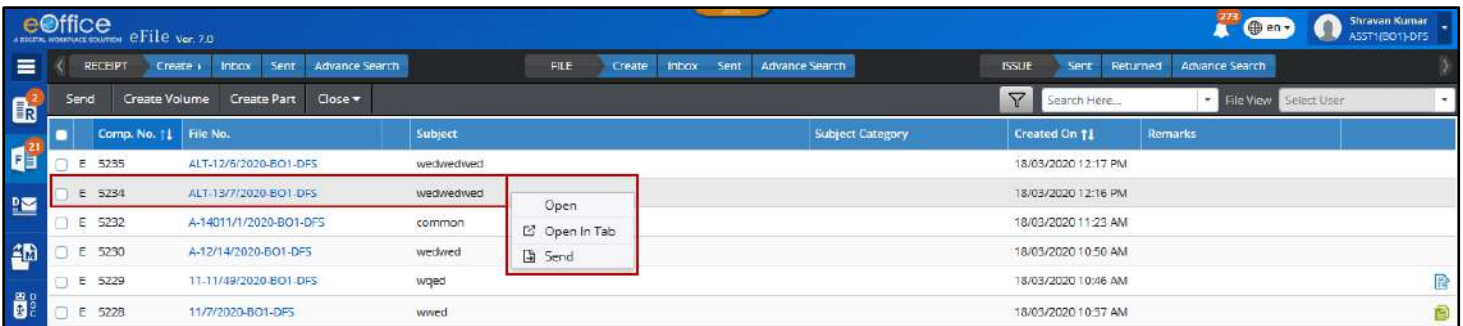 eOffice
A DIGITAL WORKPLACE SOLUTION eFile Ver. 7.0
273 en Shravan Kumar
ASST1(BO1)-DFS
RECEIPT Create Inbox Sent Advance Search FILE Create Inbox Sent Advance Search ISSUE Sent Returned Advance Search
2 R
Send Create Volume Create Part Close Search Here... File View Select User
Comp. No. File No. Subject Subject Category Created On Remarks
21 F
E 5235 ALT-12/6/2020-BO1-DFS wedwedwed 18/03/2020 12:17 PM
E 5234 ALT-13/7/2020-BO1-DFS wedwedwed 18/03/2020 12:16 PM
D
Open
E 5232 A-14011/1/2020-BO1-DFS common 18/03/2020 11:23 AM
Open In Tab
M
E 5230 A-12/14/2020-BO1-DFS wedwed 18/03/2020 10:50 AM
Send
E 5229 11-11/49/2020-BO1-DFS wqed 18/03/2020 10:46 AM
DSC
E 5228 11/7/2020-BO1-DFS wwed 18/03/2020 10:37 AM